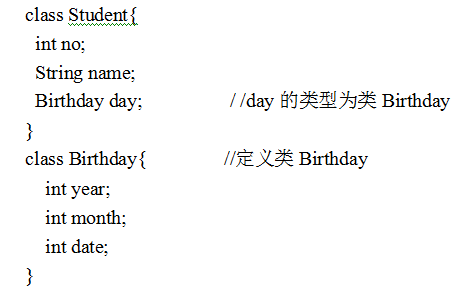 class Student{
int no;
String name;
Birthday day; / /day 的类型为类 Birthday
}
class Birthday{ //定义类 Birthday
int year;
int month;
int date;
}